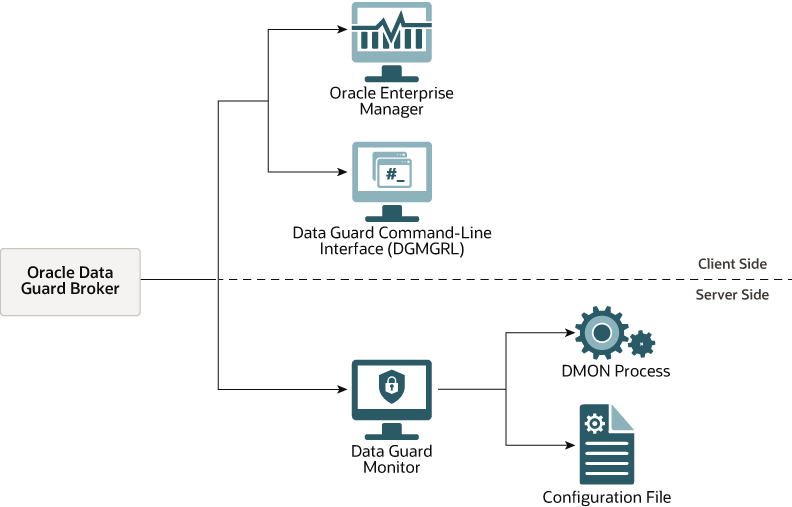 Oracle Enterprise
Manager
#_
Data Guard Command-Line
Interface (DGMGRL)
Oracle Data
Guard Broker
Client Side
Server Side
DMON Process
Data Guard
Monitor
Configuration File